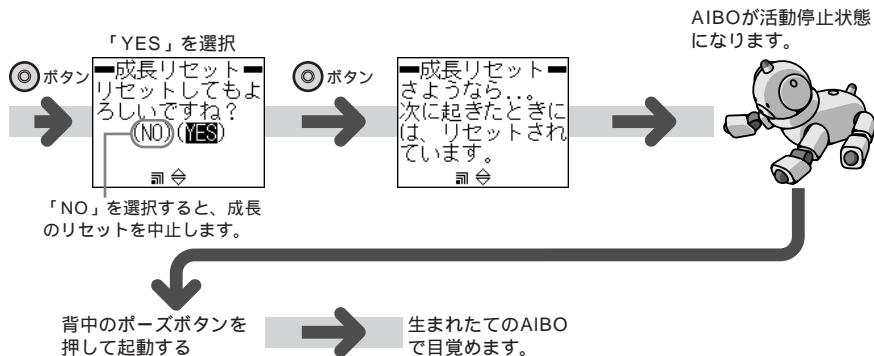 「YES」を選択
◎ボタン
━成長リセット━
リセットしてもよ
ろしいですね？
(NO)(YES)
「NO」を選択すると、成長
のリセットを中止します。
◎ボタン
━成長リセット━
さようなら...。
次に起きたときに
は、リセットされ
ています。
AIBOが活動停止状態
になります。
背中のポーズボタンを
押して起動する
生まれたてのAIBO
で目覚めます。